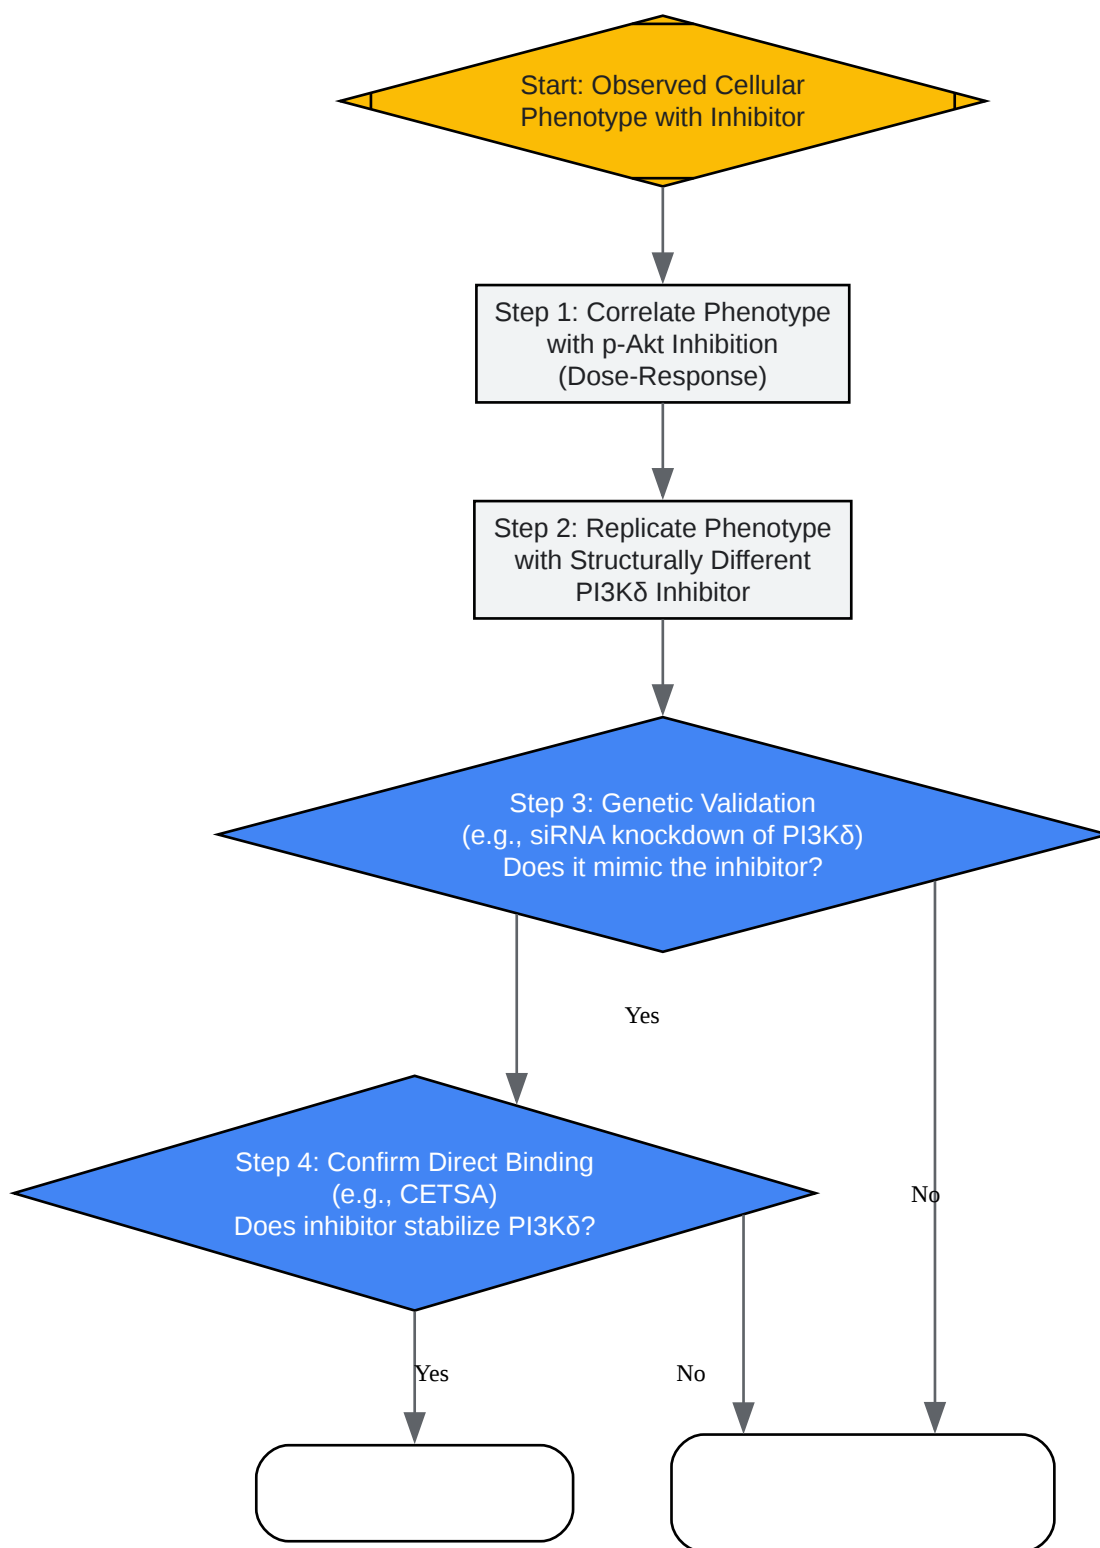 Start: Observed Cellular
Phenotype with Inhibitor
Step 1: Correlate Phenotype
with p-Akt Inhibition
(Dose-Response)
Step 2: Replicate Phenotype
with Structurally Different
PI3Kδ Inhibitor
Step 3: Genetic Validation
(e.g., siRNA knockdown of PI3Kδ)
Does it mimic the inhibitor?
Yes
Step 4: Confirm Direct Binding
(e.g., CETSA)
Does inhibitor stabilize PI3Kδ?
No
Yes
No